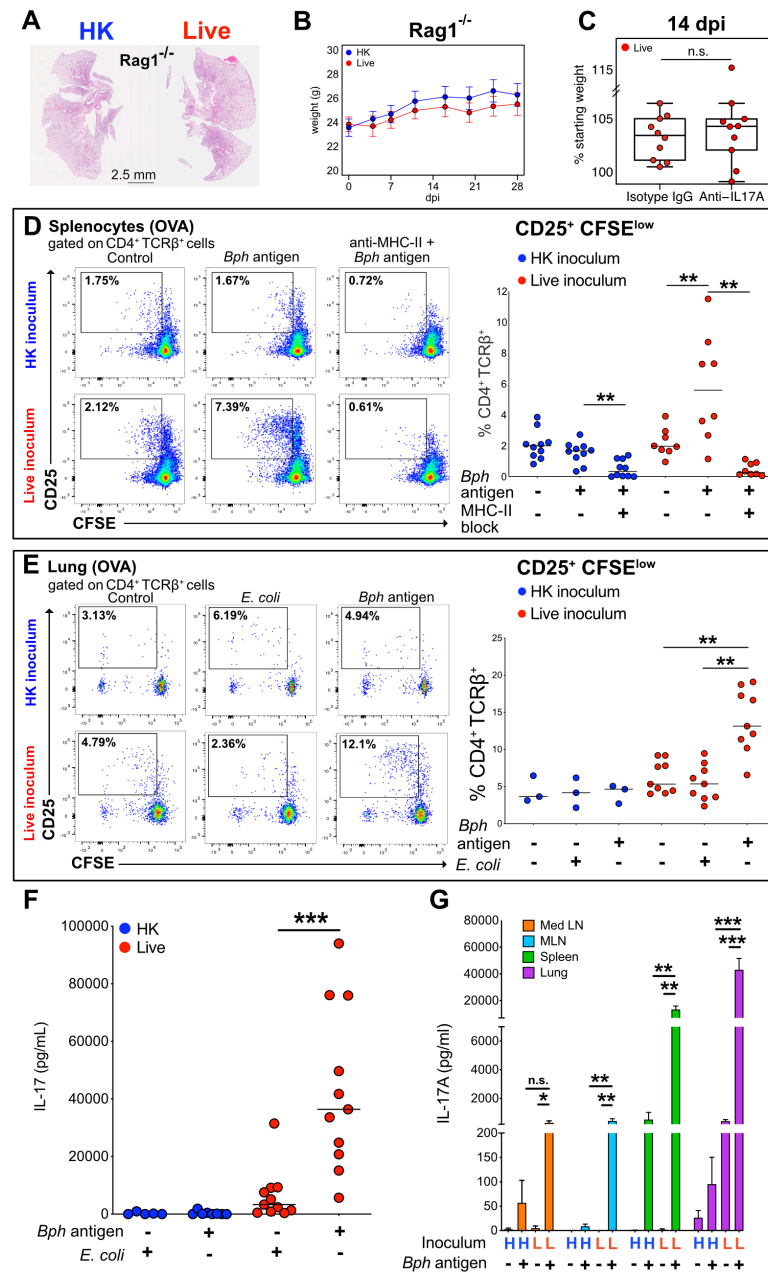 A
HK Live
Rag1-/-
2.5 mm
B
Rag1-/-
HK
Live
weight (g)
30
28
26
24
22
20
0 7 14 21 28
dpi
C
14 dpi
Live
n.s.
% starting weight
115
105
100
Isotype IgG Anti–IL17A
D Splenocytes (OVA)
gated on CD4+ TCRβ+ cells
Control
Bph antigen
anti-MHC-II +
Bph antigen
HK inoculum
1.75% 1.67% 0.72%
Live inoculum
2.12% 7.39% 0.61%
CD25
CFSE
CD25+ CFSElow
HK inoculum
Live inoculum
** ** **
% CD4+ TCRβ+
12
10
8
6
4
2
0
Bph antigen - + + - + +
MHC-II block - - + - - +
E Lung (OVA)
gated on CD4+ TCRβ+ cells
Control E. coli Bph antigen
HK inoculum
3.13% 6.19% 4.94%
Live inoculum
4.79% 2.36% 12.1%
CD25
CFSE
CD25+ CFSElow
HK inoculum
Live inoculum
**
**
% CD4+ TCRβ+
25
20
15
10
5
0
Bph antigen - - + - - +
E. coli - + - - + -
F
HK
Live
***
IL-17 (pg/mL)
100000
80000
60000
40000
20000
0
Bph antigen - + - +
E. coli + - + -
G
Med LN
MLN
Spleen
Lung
IL-17A (pg/ml)
80000
60000
40000
20000
6000
4000
2000
200
150
100
50
0
n.s. * ** ** ** ** *** ***
Inoculum H H L L H H L L H H L L H H L L
Bph antigen - + - + - + - + - + - + - + - +